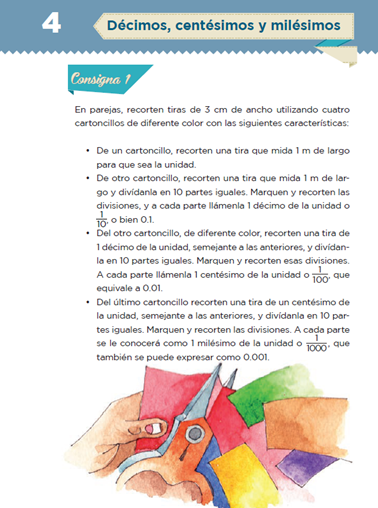 4
Décimos, centésimos y milésimos
Consigna 1
En parejas, recorten tiras de 3 cm de ancho utilizando cuatro
cartoncillos de diferente color con las siguientes características:
• De un cartoncillo, recorten una tira que mida 1 m de largo
para que sea la unidad.
• De otro cartoncillo, recorten una tira que mida 1 m de lar-
go y divídanla en 10 partes iguales. Marquen y recorten las
divisiones, y a cada parte llámenla 1 décimo de la unidad o
1/10, o bien 0.1.
• Del otro cartoncillo, de diferente color, recorten una tira de
1 décimo de la unidad, semejante a las anteriores, y divídan-
la en 10 partes iguales. Marquen y recorten esas divisiones.
A cada parte llámenla 1 centésimo de la unidad o 1/100, que
equivale a 0.01.
• Del último cartoncillo recorten una tira de un centésimo de
la unidad, semejante a las anteriores, y divídanla en 10 par-
tes iguales. Marquen y recorten las divisiones. A cada parte
se le conocerá como 1 milésimo de la unidad o 1/1000, que
también se puede expresar como 0.001.